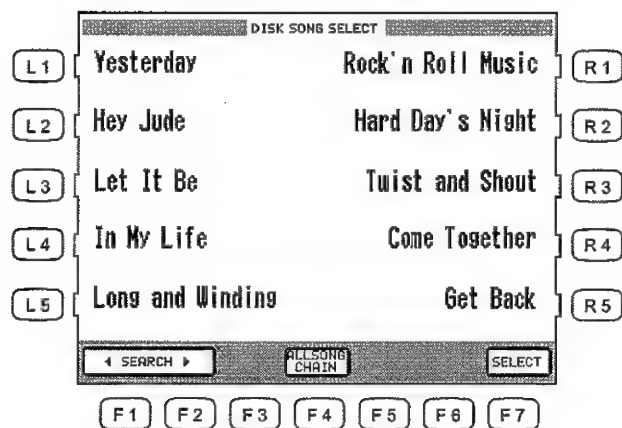 DISK SONG SELECT
L1 Yesterday Rock'n Roll Music R1
L2 Hey Jude Hard Day's Night R2
L3 Let It Be Twist and Shout R3
L4 In My Life Come Together R4
L5 Long and Winding Get Back R5
◄ SEARCH ► ALLSONG SELECT
CHAIN
F1 F2 F3 F4 F5 F6 F7